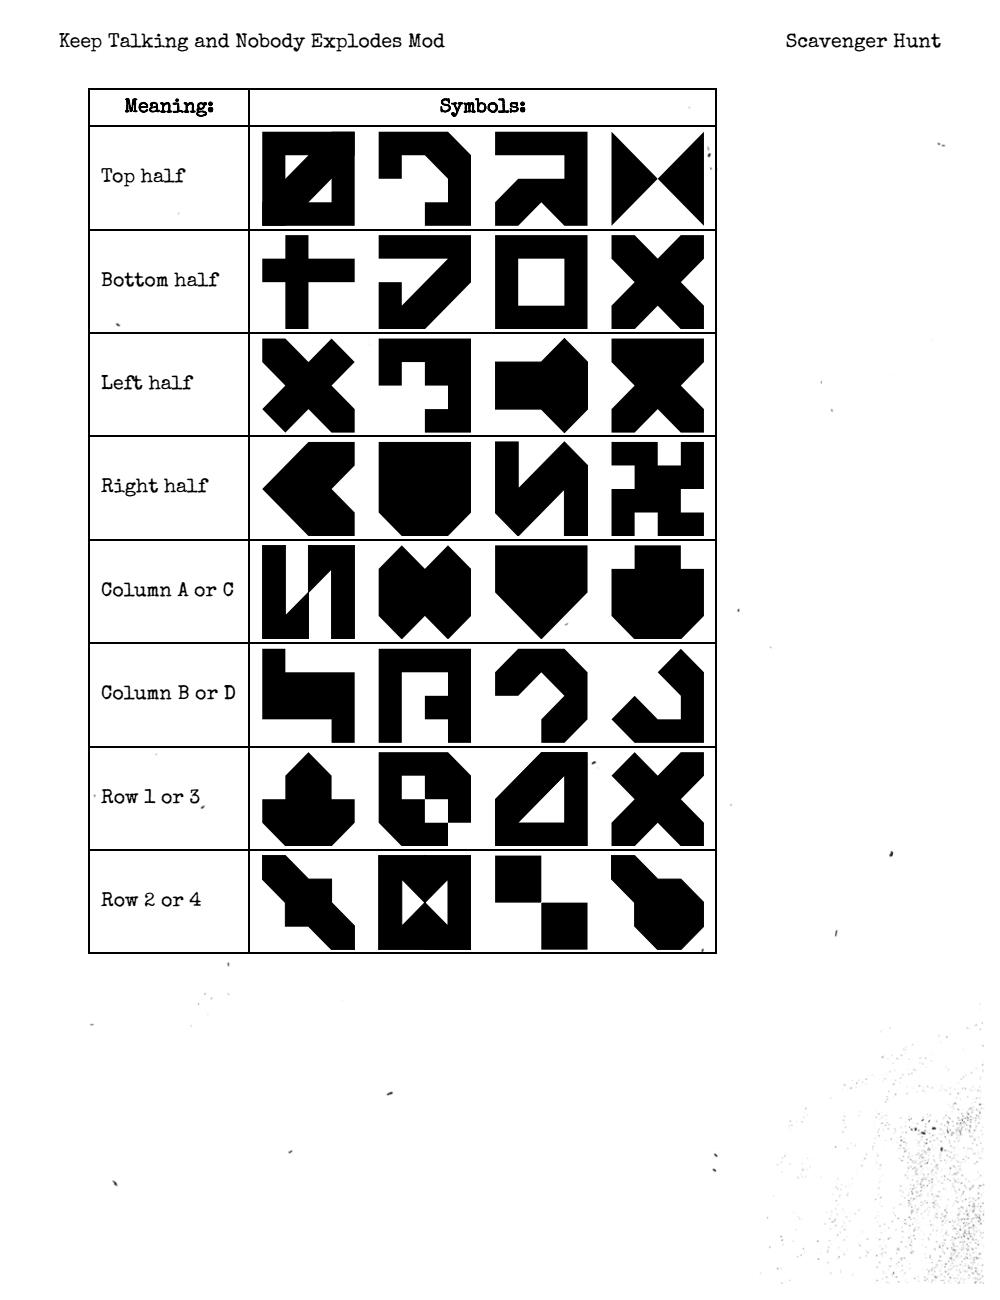 Keep Talking and Nobody Explodes Mod Scavenger Hunt
Meaning: Symbols:
Top half
Bottom half
Left half
Right half
Column A or C
Column B or D
Row 1 or 3
Row 2 or 4